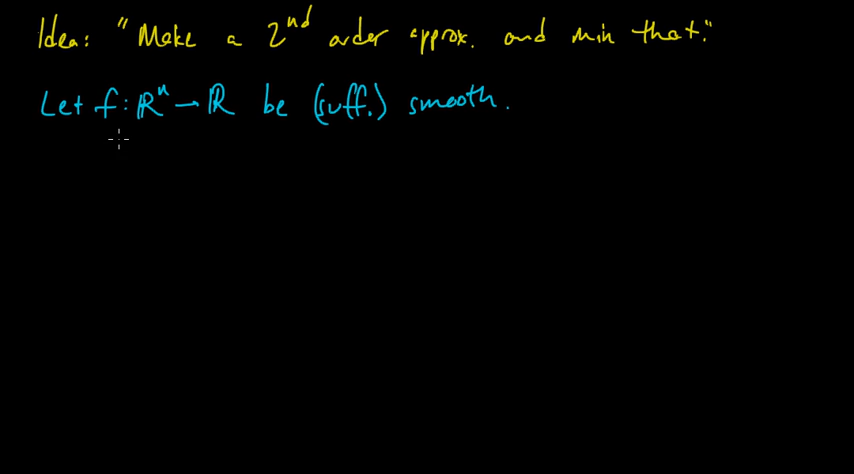 Idea: "Make a 2nd order approx. and min that."
Let f: ℝⁿ → ℝ be (suff.) smooth.